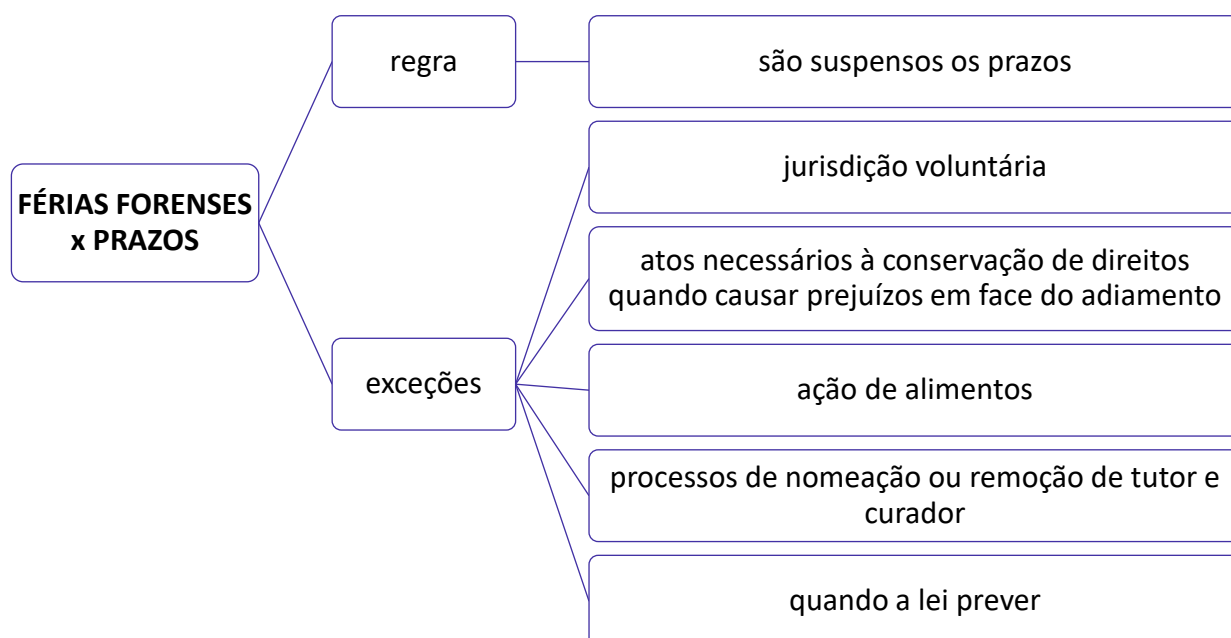 FÉRIAS FORENSES
x PRAZOS
regra
são suspensos os prazos
exceções
jurisdição voluntária
atos necessários à conservação de direitos
quando causar prejuízos em face do adiamento
ação de alimentos
processos de nomeação ou remoção de tutor e
curador
quando a lei prever